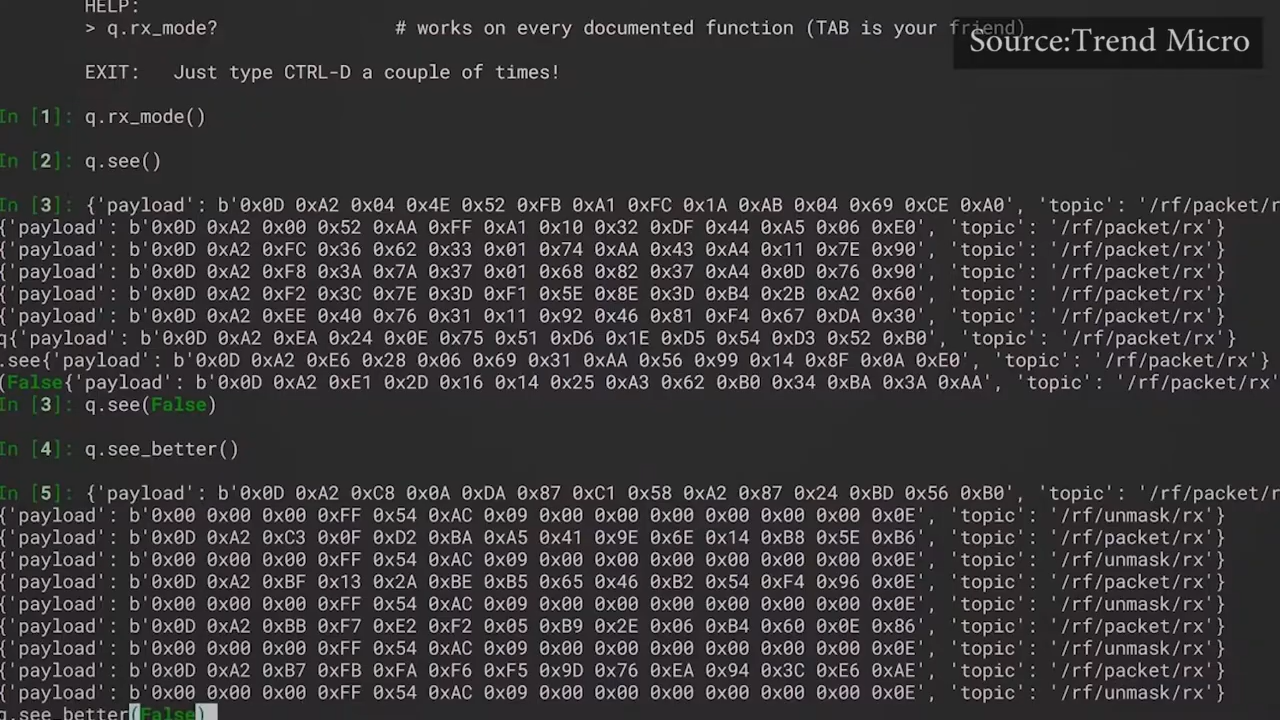 HELP:
> q.rx_mode?                # works on every documented function (TAB is your friend)
Source:Trend Micro
EXIT:   Just type CTRL-D a couple of times!
In [1]: q.rx_mode()
In [2]: q.see()
In [3]: {'payload': b'0x0D 0xA2 0x04 0x4E 0x52 0xFB 0xA1 0xFC 0x1A 0xAB 0x04 0x69 0xCE 0xA0', 'topic': '/rf/packet/r
{'payload': b'0x0D 0xA2 0x00 0x52 0xAA 0xFF 0xA1 0x10 0x32 0xDF 0x44 0xA5 0x06 0xE0', 'topic': '/rf/packet/rx'}
{'payload': b'0x0D 0xA2 0xFC 0x36 0x62 0x33 0x01 0x74 0xAA 0x43 0xA4 0x11 0x7E 0x90', 'topic': '/rf/packet/rx'}
{'payload': b'0x0D 0xA2 0xF8 0x3A 0x7A 0x37 0x01 0x68 0x82 0x37 0xA4 0x0D 0x76 0x90', 'topic': '/rf/packet/rx'}
{'payload': b'0x0D 0xA2 0xF2 0x3C 0x7E 0x3D 0xF1 0x5E 0x8E 0x3D 0xB4 0x2B 0xA2 0x60', 'topic': '/rf/packet/rx'}
{'payload': b'0x0D 0xA2 0xEE 0x40 0x76 0x31 0x11 0x92 0x46 0x81 0xF4 0x67 0xDA 0x30', 'topic': '/rf/packet/rx'}
q{'payload': b'0x0D 0xA2 0xEA 0x24 0x0E 0x75 0x51 0xD6 0x1E 0xD5 0x54 0xD3 0x52 0xB0', 'topic': '/rf/packet/rx'}
.see{'payload': b'0x0D 0xA2 0xE6 0x28 0x06 0x69 0x31 0xAA 0x56 0x99 0x14 0x8F 0x0A 0xE0', 'topic': '/rf/packet/rx'}
(False{'payload': b'0x0D 0xA2 0xE1 0x2D 0x16 0x14 0x25 0xA3 0x62 0xB0 0x34 0xBA 0x3A 0xAA', 'topic': '/rf/packet/rx'
In [3]: q.see(False)
In [4]: q.see_better()
In [5]: {'payload': b'0x0D 0xA2 0xC8 0x0A 0xDA 0x87 0xC1 0x58 0xA2 0x87 0x24 0xBD 0x56 0xB0', 'topic': '/rf/packet/r
{'payload': b'0x00 0x00 0x00 0xFF 0x54 0xAC 0x09 0x00 0x00 0x00 0x00 0x00 0x00 0x0E', 'topic': '/rf/unmask/rx'}
{'payload': b'0x0D 0xA2 0xC3 0x0F 0xD2 0xBA 0xA5 0x41 0x9E 0x6E 0x14 0xB8 0x5E 0xB6', 'topic': '/rf/packet/rx'}
{'payload': b'0x00 0x00 0x00 0xFF 0x54 0xAC 0x09 0x00 0x00 0x00 0x00 0x00 0x00 0x0E', 'topic': '/rf/unmask/rx'}
{'payload': b'0x0D 0xA2 0xBF 0x13 0x2A 0xBE 0xB5 0x65 0x46 0xB2 0x54 0xF4 0x96 0x0E', 'topic': '/rf/packet/rx'}
{'payload': b'0x00 0x00 0x00 0xFF 0x54 0xAC 0x09 0x00 0x00 0x00 0x00 0x00 0x00 0x0E', 'topic': '/rf/unmask/rx'}
{'payload': b'0x0D 0xA2 0xBB 0xF7 0xE2 0xF2 0x05 0xB9 0x2E 0x06 0xB4 0x60 0x0E 0x86', 'topic': '/rf/packet/rx'}
{'payload': b'0x00 0x00 0x00 0xFF 0x54 0xAC 0x09 0x00 0x00 0x00 0x00 0x00 0x00 0x0E', 'topic': '/rf/unmask/rx'}
{'payload': b'0x0D 0xA2 0xB7 0xFB 0xFA 0xF6 0xF5 0x9D 0x76 0xEA 0x94 0x3C 0xE6 0xAE', 'topic': '/rf/packet/rx'}
{'payload': b'0x00 0x00 0x00 0xFF 0x54 0xAC 0x09 0x00 0x00 0x00 0x00 0x00 0x00 0x0E', 'topic': '/rf/unmask/rx'}
q.see_better(False)